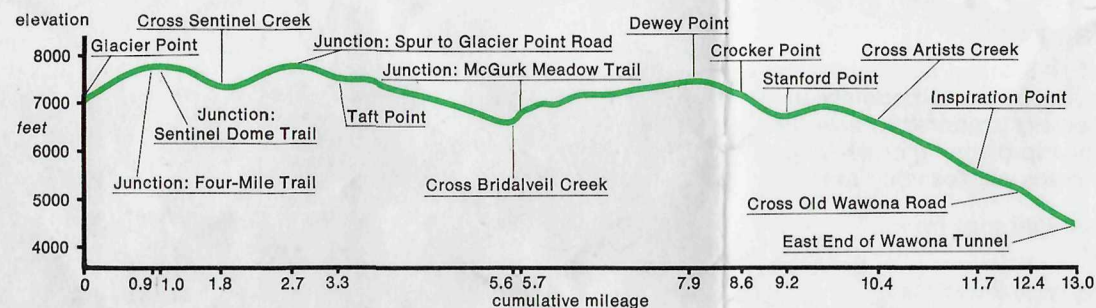 elevation
8000
7000
feet
6000
5000
4000
Glacier Point
Cross Sentinel Creek
Junction: Spur to Glacier Point Road
Junction: McGurk Meadow Trail
Dewey Point
Crocker Point
Stanford Point
Cross Artists Creek
Inspiration Point
Junction:
Sentinel Dome Trail
Taft Point
Junction: Four-Mile Trail
Cross Bridalveil Creek
Cross Old Wawona Road
East End of Wawona Tunnel
0 0.9 1.0 1.8 2.7 3.3 5.6 5.7 7.9 8.6 9.2 10.4 11.7 12.4 13.0
cumulative mileage